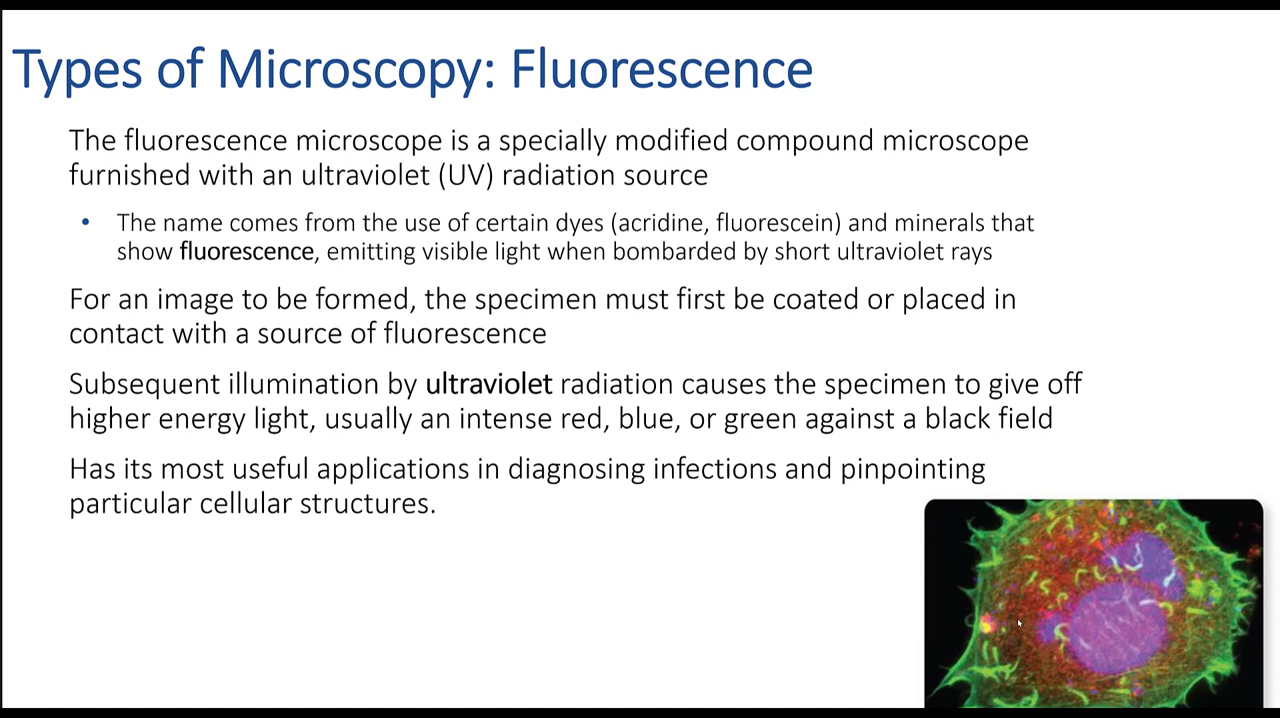 Types of Microscopy: Fluorescence
The fluorescence microscope is a specially modified compound microscope
furnished with an ultraviolet (UV) radiation source
• The name comes from the use of certain dyes (acridine, fluorescein) and minerals that
show fluorescence, emitting visible light when bombarded by short ultraviolet rays
For an image to be formed, the specimen must first be coated or placed in
contact with a source of fluorescence
Subsequent illumination by ultraviolet radiation causes the specimen to give off
higher energy light, usually an intense red, blue, or green against a black field
Has its most useful applications in diagnosing infections and pinpointing
particular cellular structures.